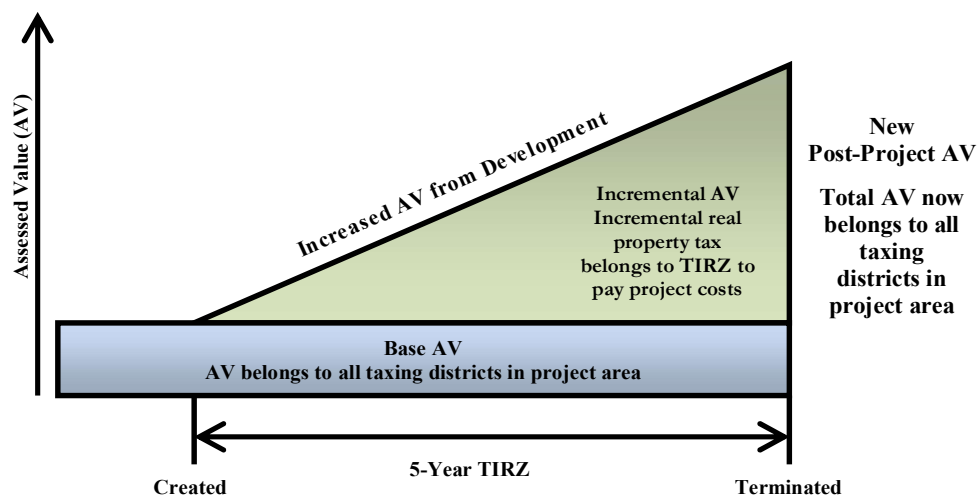 Assessed Value (AV)
Increased AV from Development
Incremental AV
Incremental real
property tax
belongs to TIRZ to
pay project costs
New
Post-Project AV
Total AV now
belongs to all
taxing
districts in
project area
Base AV
AV belongs to all taxing districts in project area
5-Year TIRZ
Created
Terminated